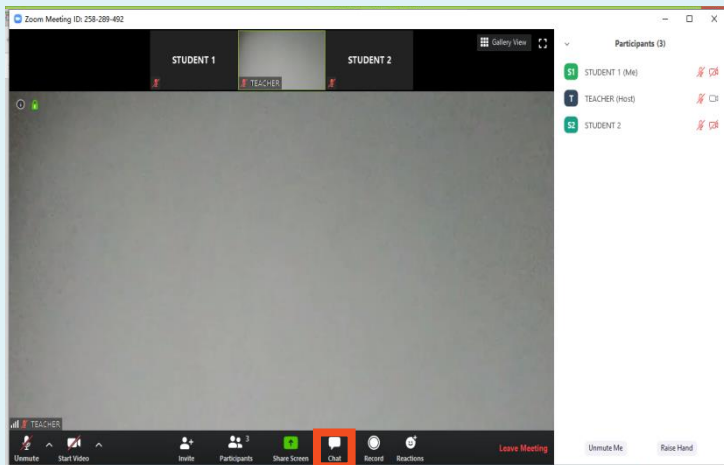 Zoom Meeting ID: 258-289-492
STUDENT 1
TEACHER
STUDENT 2
Gallery View
Participants (3)
S1 STUDENT 1 (Me)
T TEACHER (Host)
S2 STUDENT 2
TEACHER
Unmute
Start Video
Invite
Participants 3
Share Screen
Chat
Record
Reactions
Leave Meeting
Unmute Me
Raise Hand